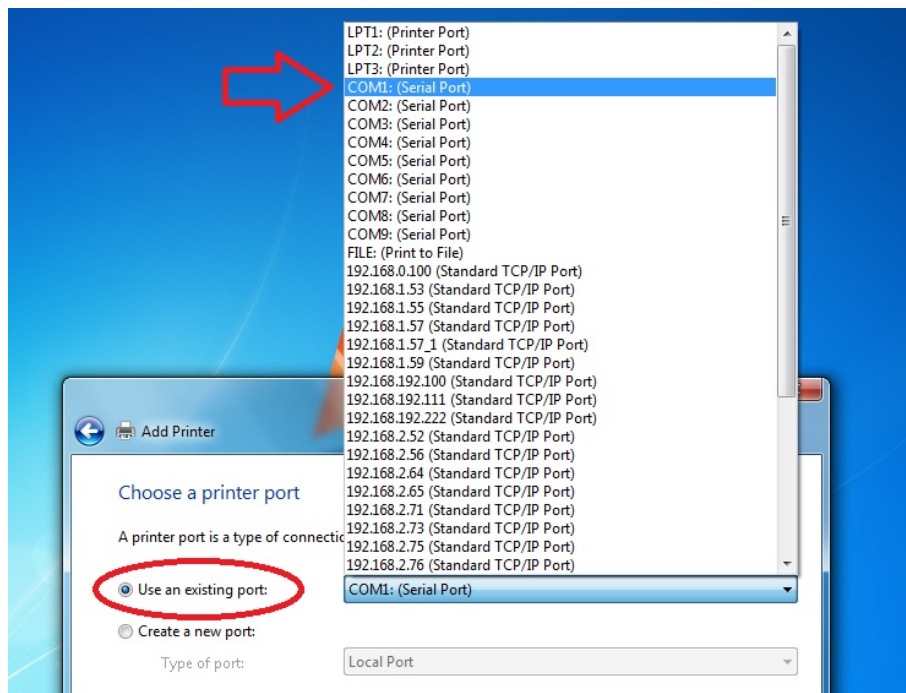 LPT1: (Printer Port)
LPT2: (Printer Port)
LPT3: (Printer Port)
COM1: (Serial Port)
COM2: (Serial Port)
COM3: (Serial Port)
COM4: (Serial Port)
COM5: (Serial Port)
COM6: (Serial Port)
COM7: (Serial Port)
COM8: (Serial Port)
COM9: (Serial Port)
FILE: (Print to File)
192.168.0.100 (Standard TCP/IP Port)
192.168.1.53 (Standard TCP/IP Port)
192.168.1.55 (Standard TCP/IP Port)
192.168.1.57 (Standard TCP/IP Port)
192.168.1.57_1 (Standard TCP/IP Port)
192.168.1.59 (Standard TCP/IP Port)
192.168.192.100 (Standard TCP/IP Port)
192.168.192.111 (Standard TCP/IP Port)
192.168.192.222 (Standard TCP/IP Port)
192.168.2.52 (Standard TCP/IP Port)
192.168.2.56 (Standard TCP/IP Port)
192.168.2.64 (Standard TCP/IP Port)
192.168.2.65 (Standard TCP/IP Port)
192.168.2.71 (Standard TCP/IP Port)
192.168.2.73 (Standard TCP/IP Port)
192.168.2.75 (Standard TCP/IP Port)
192.168.2.76 (Standard TCP/IP Port)
Add Printer
Choose a printer port
A printer port is a type of
Use an existing port: COM1: (Serial Port)
Create a new port:
Type of port: Local Port